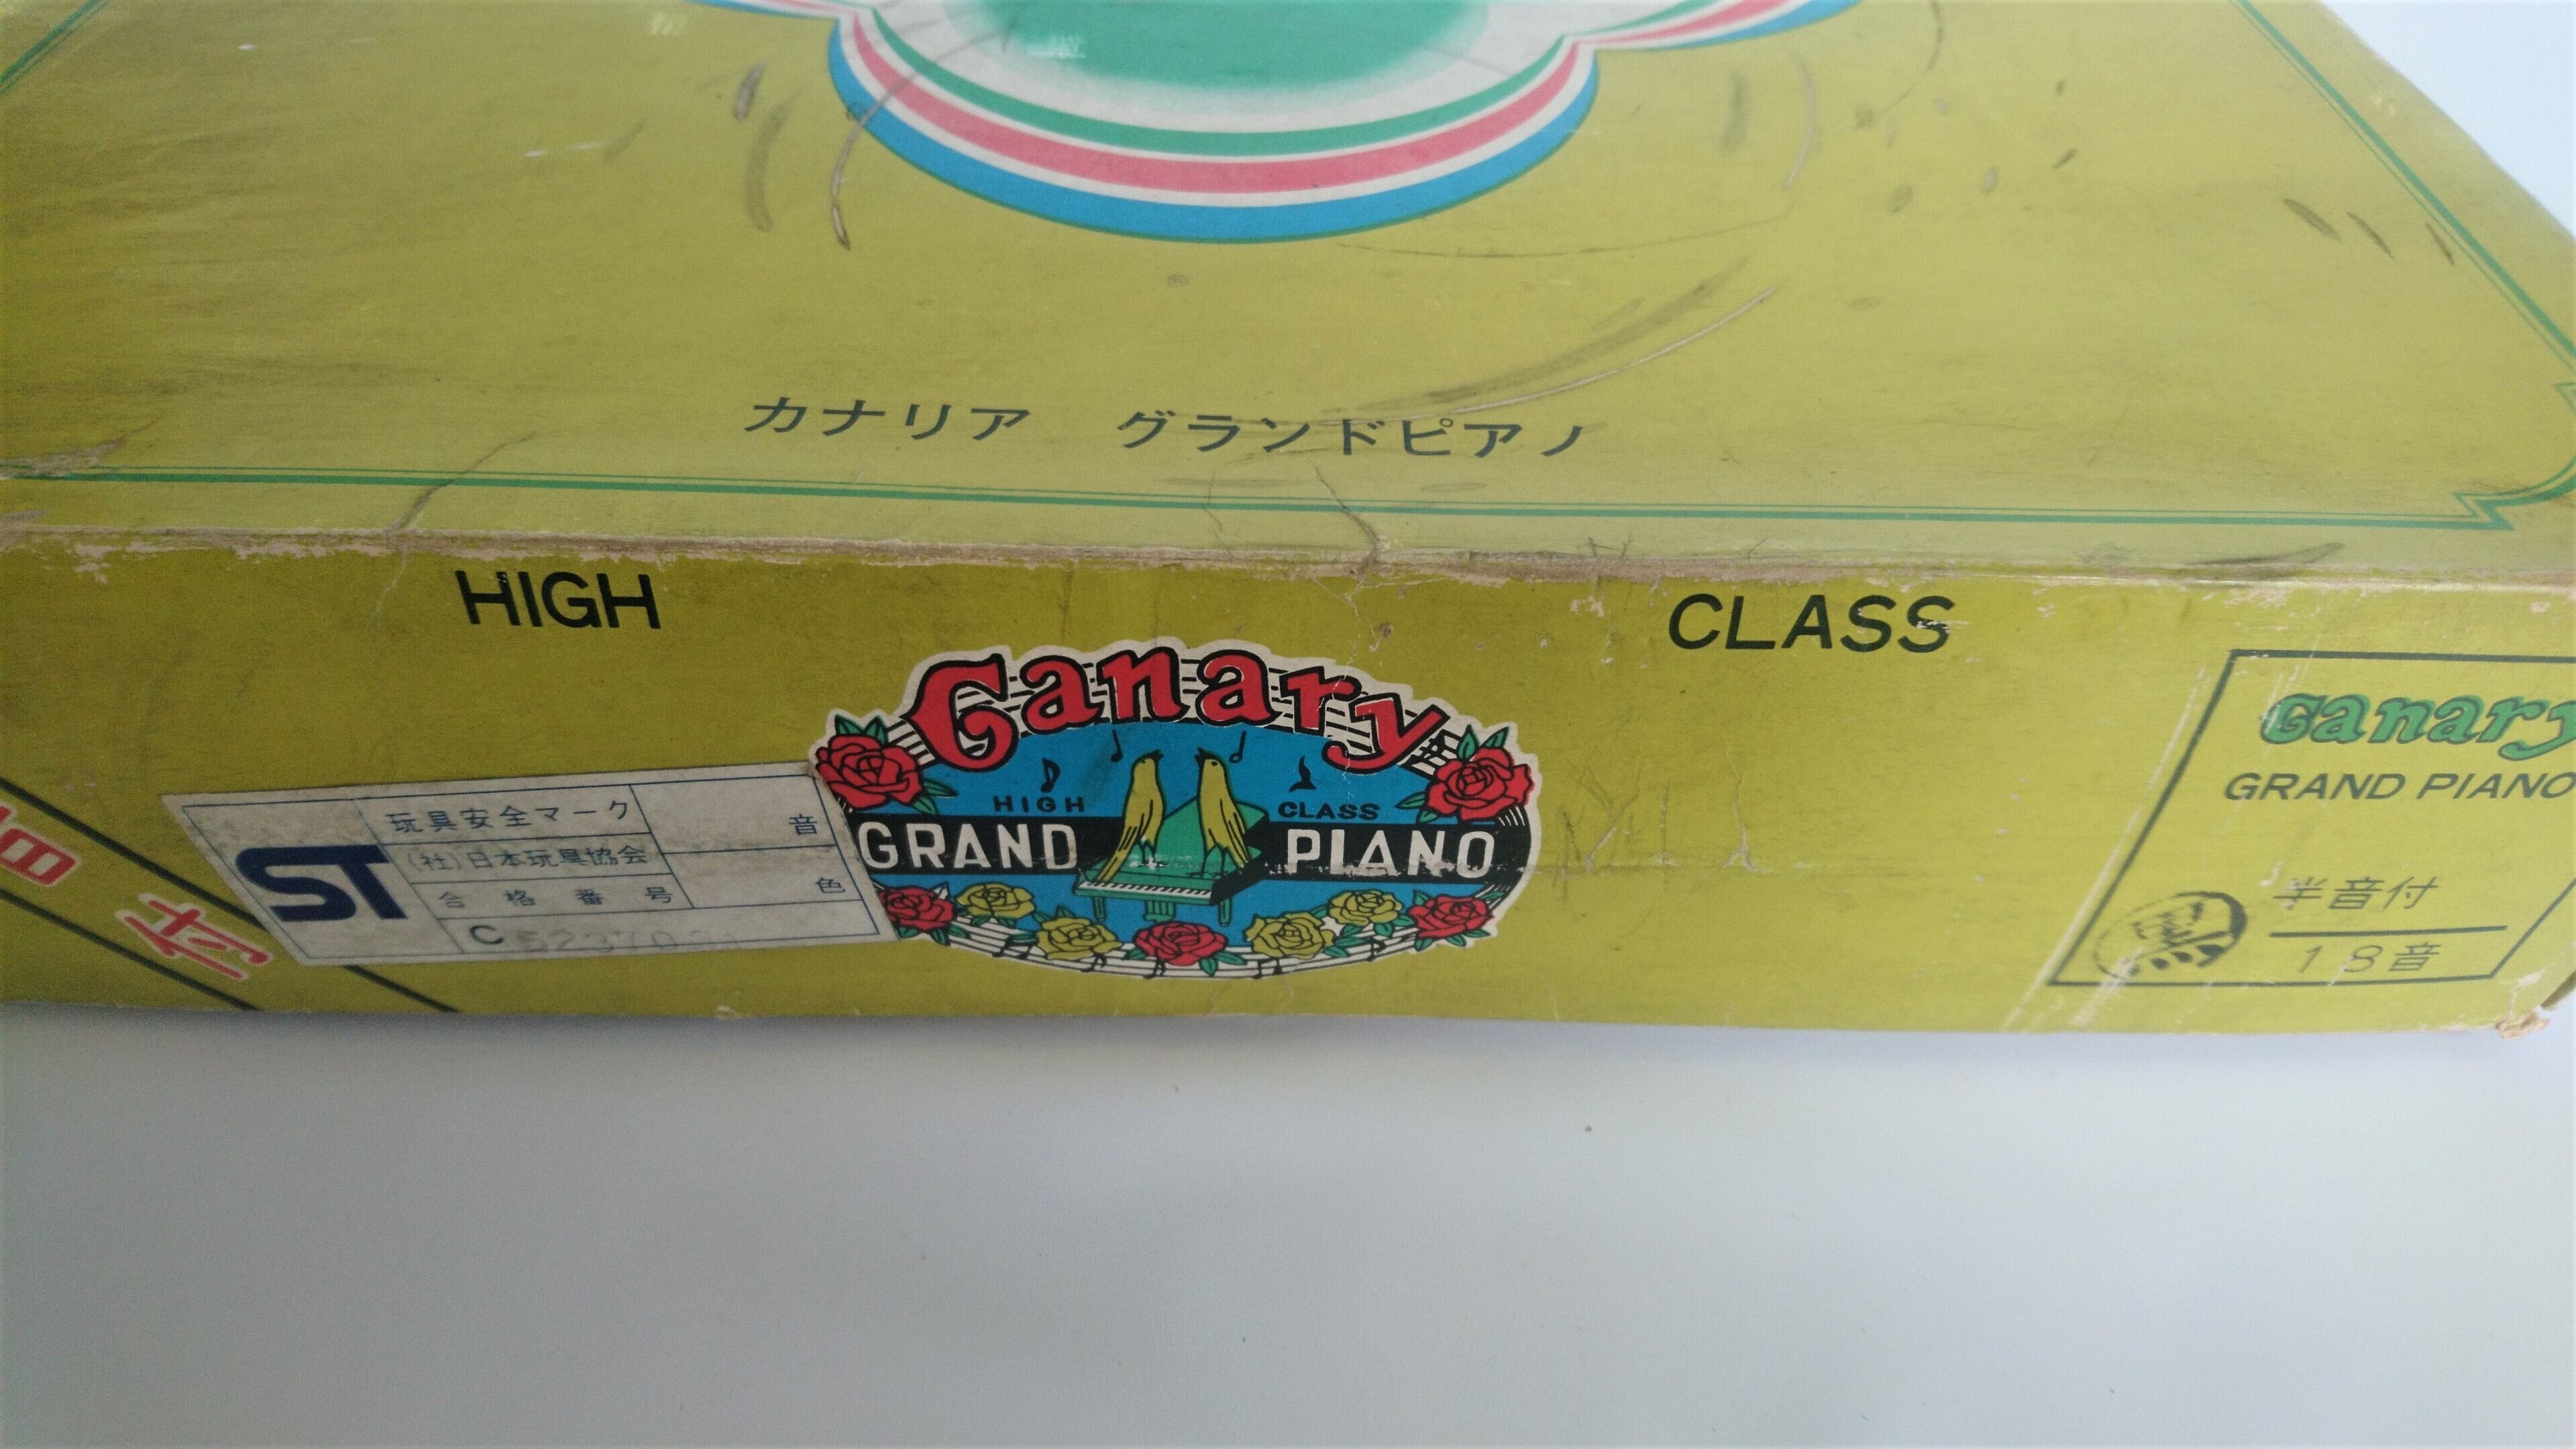 カナリア グランドピアノ
HIGH CLASS
Canary
HIGH CLASS
GRAND PIANO
ST
玩具安全マーク
(社)日本玩具協会
合格番号
C
音
色
付
Canary
GRAND PIANO
黒
半音付
18音